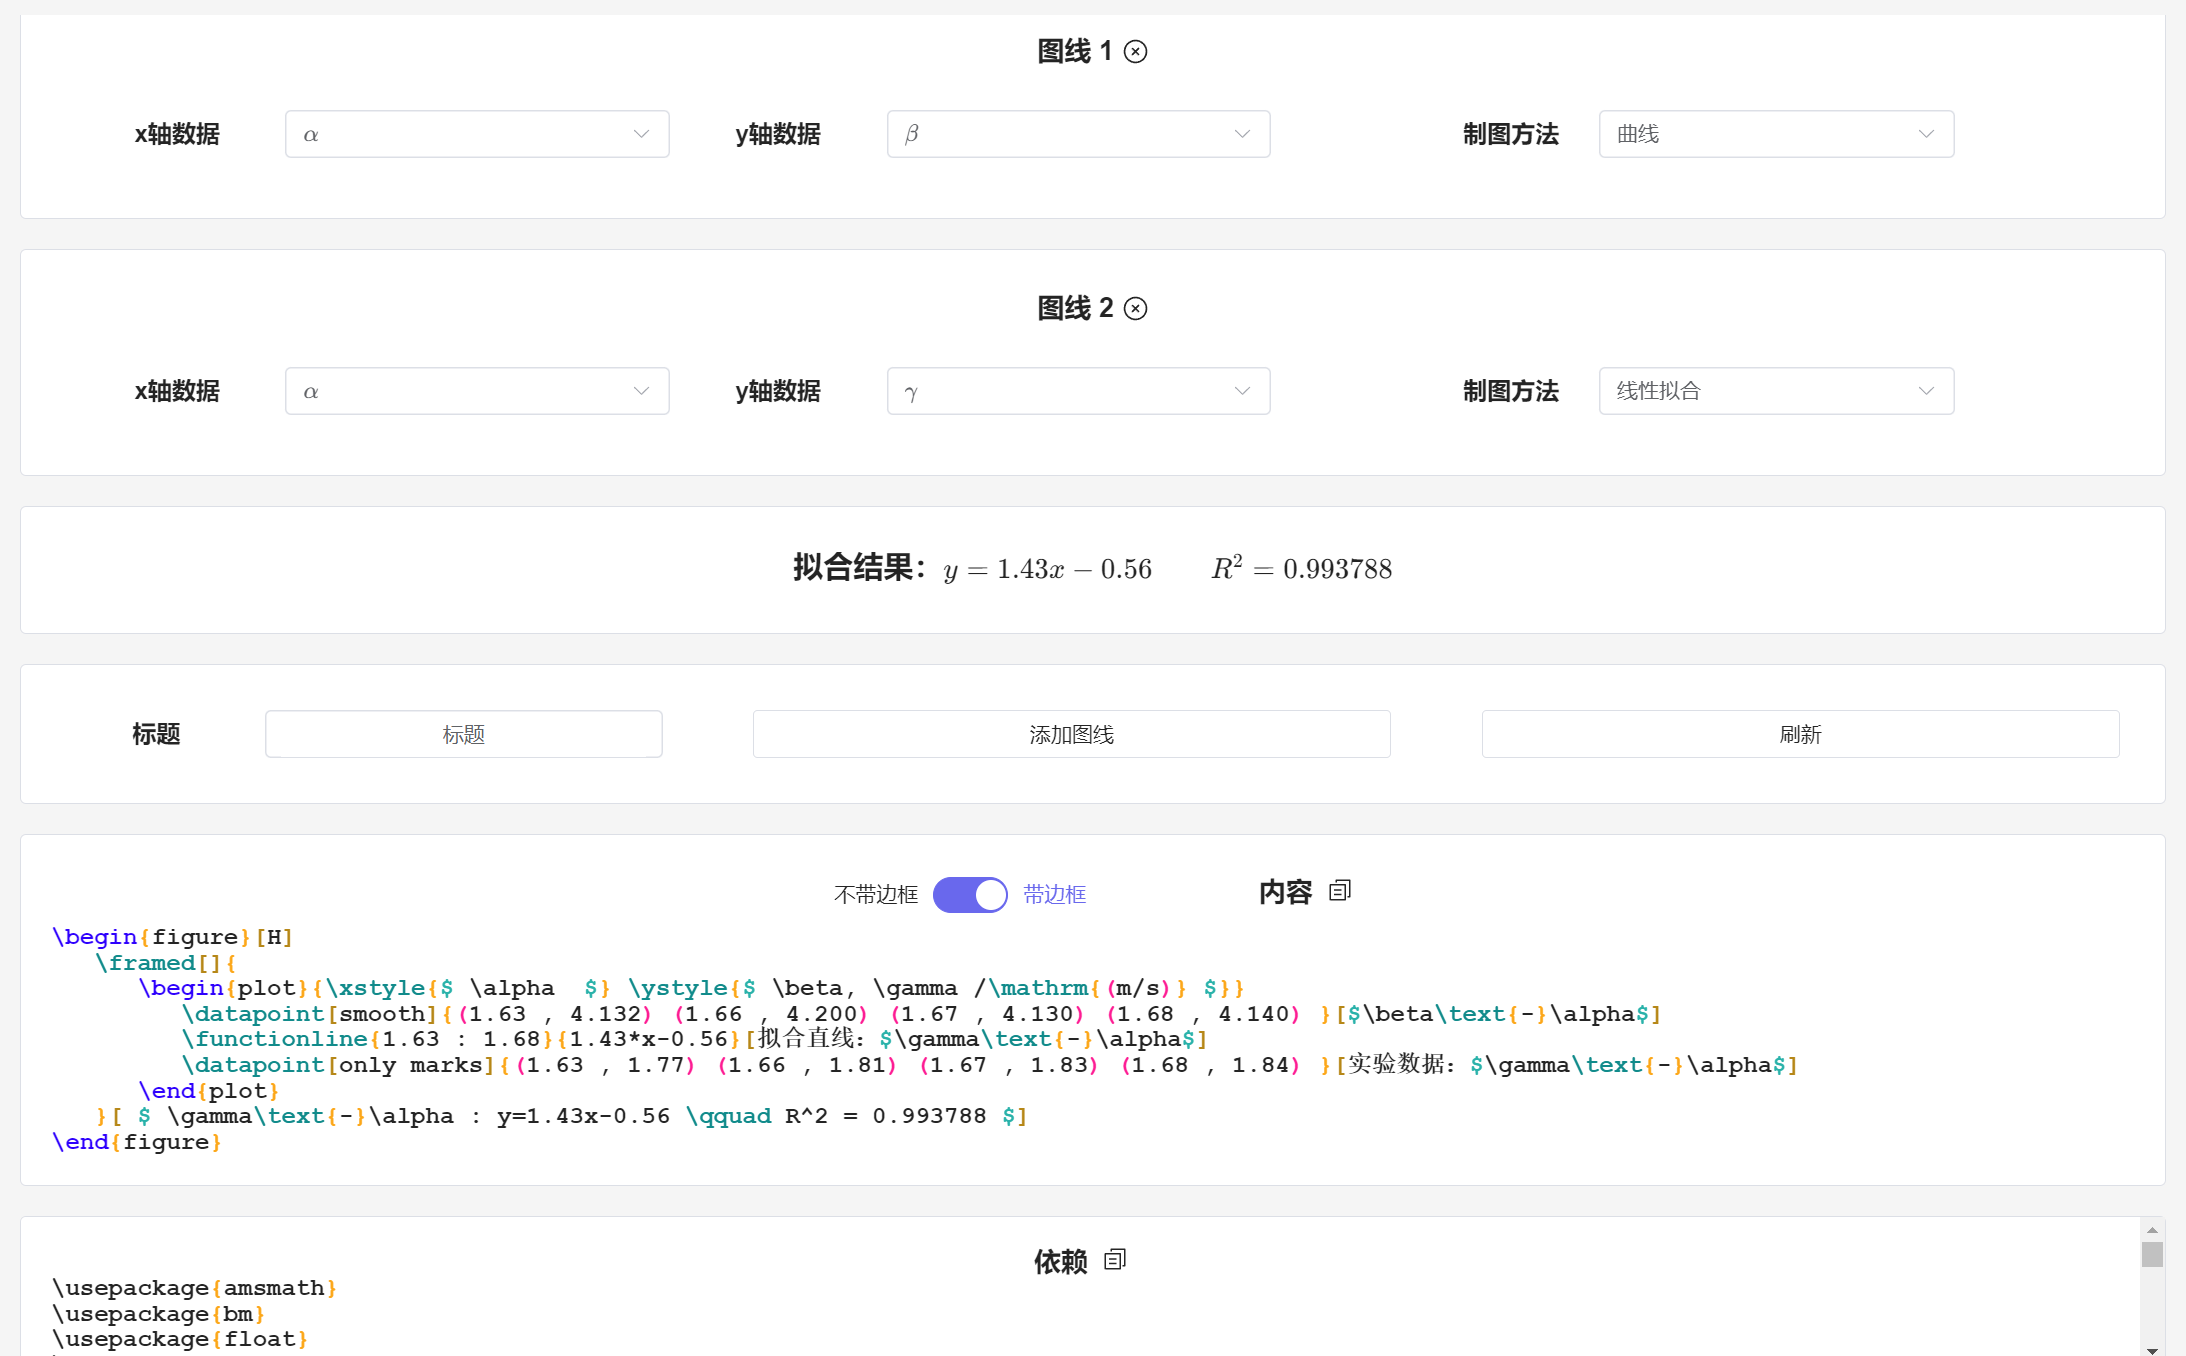 图线 1
x轴数据 α y轴数据 β 制图方法 曲线
图线 2
x轴数据 α y轴数据 γ 制图方法 线性拟合
拟合结果：y = 1.43x − 0.56 R² = 0.993788
标题 标题 添加图线 刷新
不带边框 带边框 内容
\begin{figure}[H]
\framed[]{
\begin{plot}{\xstyle{$ \alpha  $} \ystyle{$ \beta, \gamma /\mathrm{(m/s)} $}}
\datapoint[smooth]{(1.63 , 4.132) (1.66 , 4.200) (1.67 , 4.130) (1.68 , 4.140) }[$\beta\text{-}\alpha$]
\functionline{1.63 : 1.68}{1.43*x-0.56}[拟合直线：$\gamma\text{-}\alpha$]
\datapoint[only marks]{(1.63 , 1.77) (1.66 , 1.81) (1.67 , 1.83) (1.68 , 1.84) }[实验数据：$\gamma\text{-}\alpha$]
\end{plot}
}[ $ \gamma\text{-}\alpha : y=1.43x-0.56 \qquad R^2 = 0.993788 $]
\end{figure}
依赖
\usepackage{amsmath}
\usepackage{bm}
\usepackage{float}